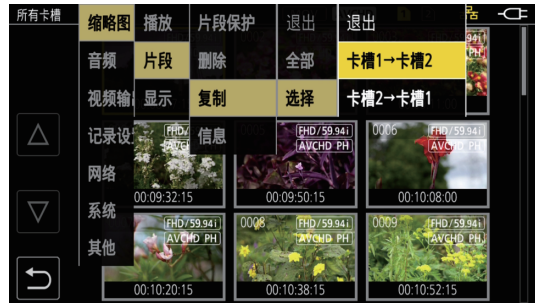 所有卡槽
缩略图 播放 片段保护 退出 退出
音频 片段 删除 全部 卡槽1→卡槽2
视频输 显示 复制 选择 卡槽2→卡槽1
记录设 信息
网络
系统
其他
FHD/59.94i
AVCHD PH
00:09:32:15
FHD/59.94i
AVCHD PH
00:09:50:15
0006 FHD/59.94i
AVCHD PH
00:10:08:00
FHD/59.94i
AVCHD PH
00:10:20:15
0008 FHD/59.94i
AVCHD PH
00:10:38:15
0009 FHD/59.94i
AVCHD PH
00:10:52:15